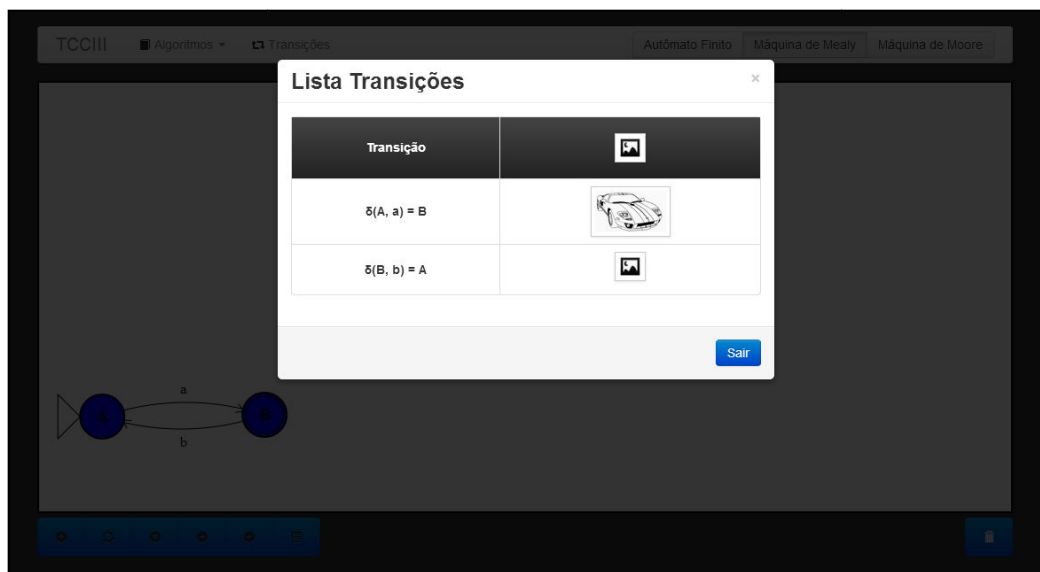 TCCIII Algoritmos Transições Autômato Finito Máquina de Mealy Máquina de Moore
Lista Transições ×
Transição
δ(A, a) = B
δ(B, b) = A
Sair
a
A B
b